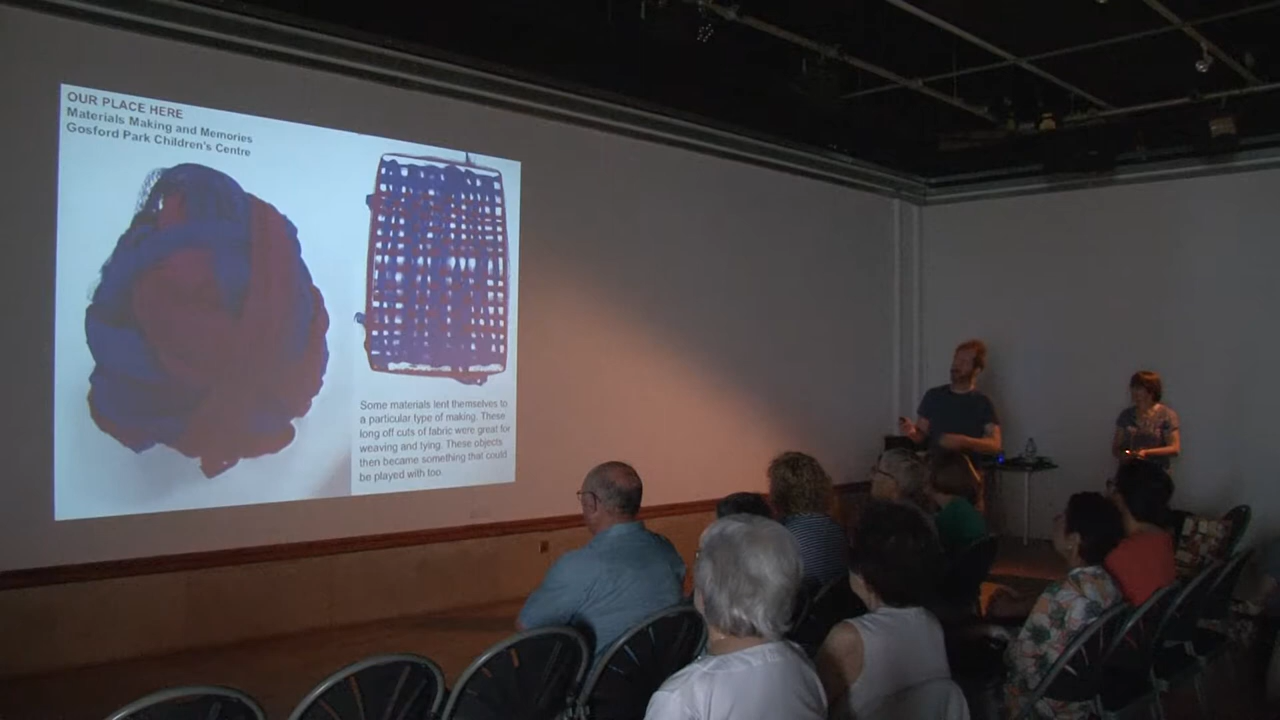 OUR PLACE HERE
Materials Making and Memories
Gosford Park Children's Centre
Some materials lent themselves to
a particular type of making. These
long off cuts of fabric were great for
weaving and tying. These objects
then became something that could
be played with too.